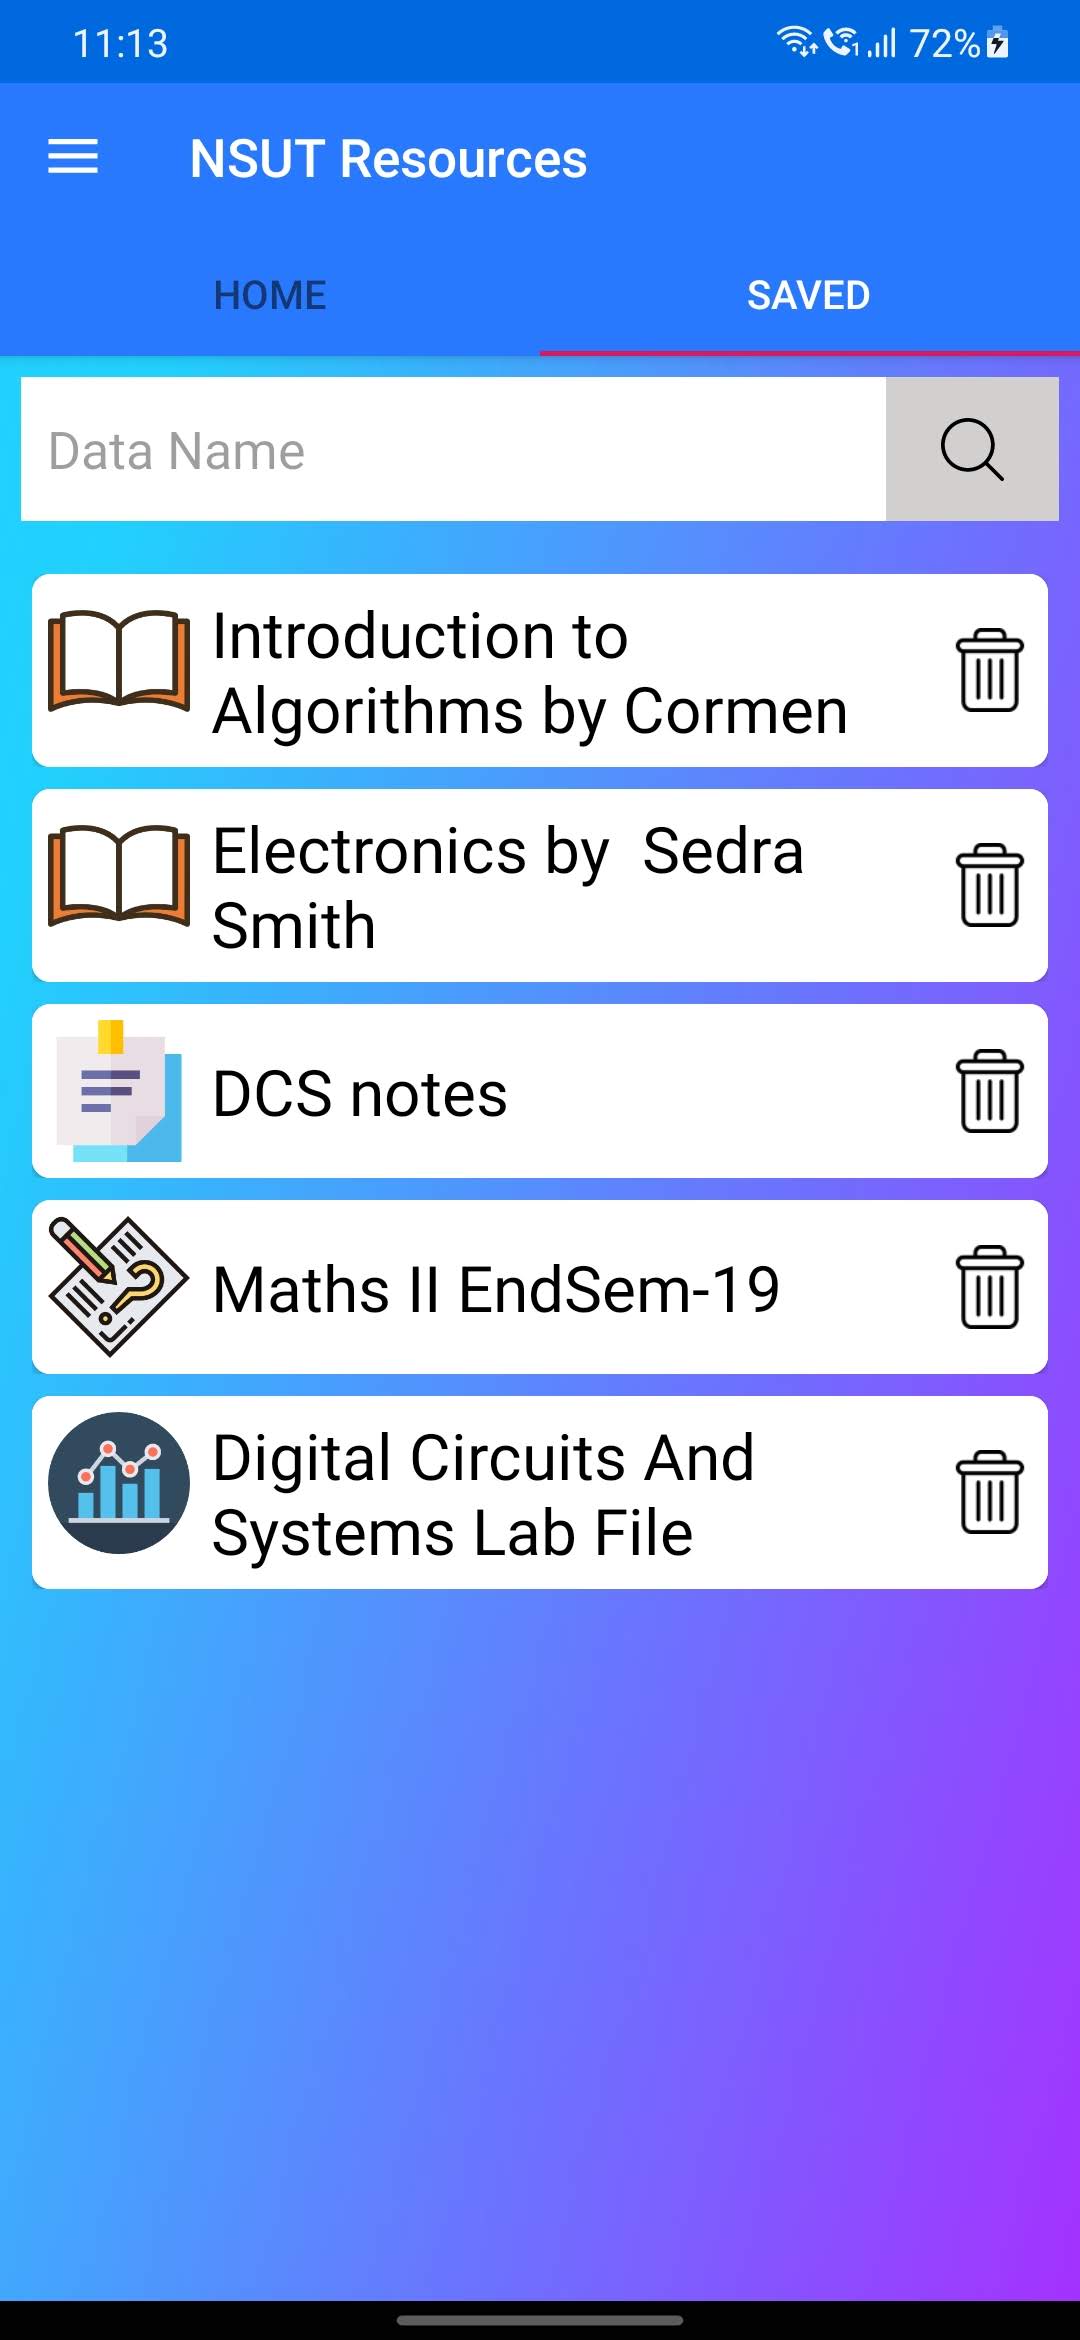 11:13
1
72%
NSUT Resources
HOME
SAVED
Data Name
Introduction to
Algorithms by Cormen
Electronics by  Sedra
Smith
DCS notes
Maths II EndSem-19
Digital Circuits And
Systems Lab File